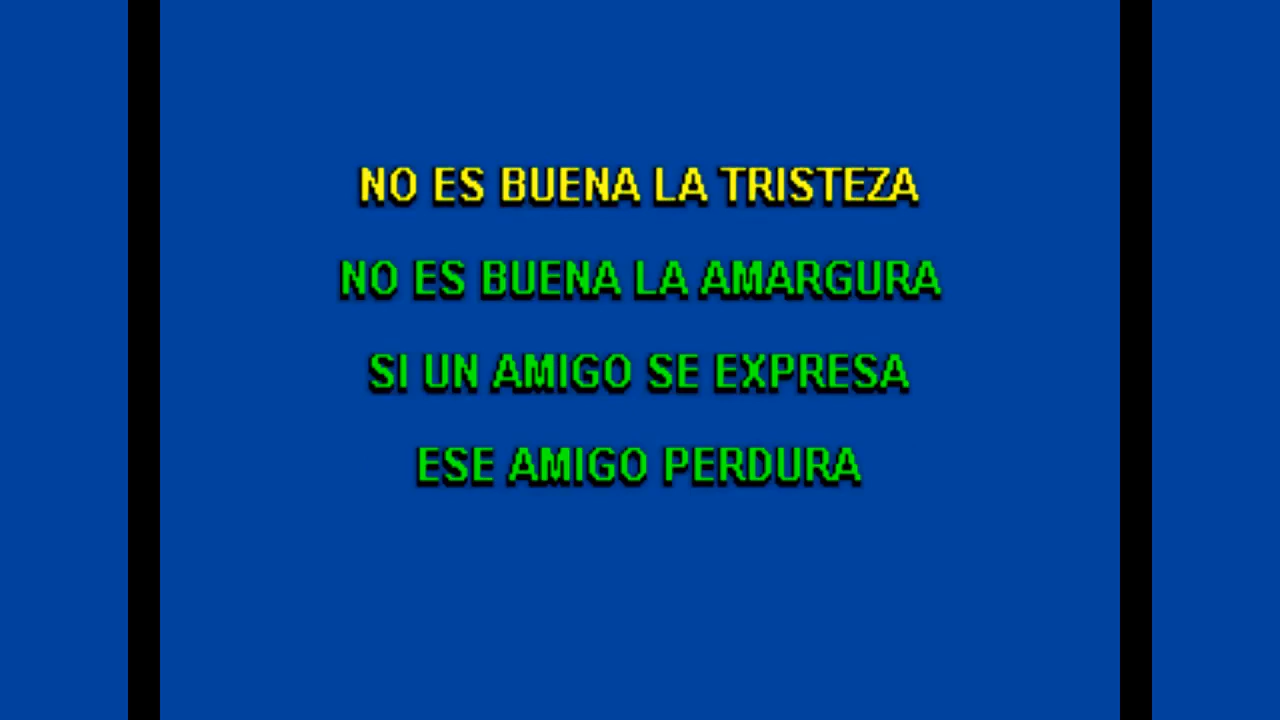 NO ES BUENA LA TRISTEZA
NO ES BUENA LA AMARGURA
SI UN AMIGO SE EXPRESA
ESE AMIGO PERDURA